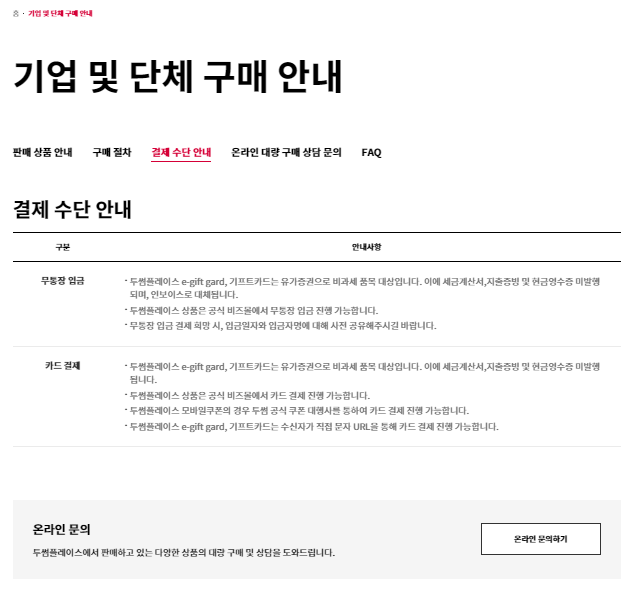 기업 및 단체 구매 안내
기업 및 단체 구매 안내
판매 상품 안내 구매 절차 결제 수단 안내 온라인 대량 구매 상담 문의 FAQ
결제 수단 안내
구분 안내사항
무통장 입금
- 두썸플레이스 e-gift gard, 기프트카드는 유가증권으로 비과세 품목 대상입니다. 이에 세금계산서,지출증빙 및 현금영수증 미발행
되며, 인보이스로 대체됩니다.
- 투썸플레이스 상품은 공식 비즈몰에서 무통장 입금 진행 가능합니다.
- 무통장 입금 결제 희망 시, 입금일자와 입금자명에 대해 사전 공유해주시길 바랍니다.
카드 결제
- 투썸플레이스 e-gift gard, 기프트카드는 유가증권으로 비과세 품목 대상입니다. 이에 세금계산서,지출증빙 및 현금영수증 미발행
됩니다.
- 투썸플레이스 상품은 공식 비즈몰에서 카드 결제 진행 가능합니다.
- 투썸플레이스 모바일쿠폰의 경우 투썸 공식 쿠폰 대행사를 통하여 카드 결제 진행 가능합니다.
- 투썸플레이스 e-gift gard, 기프트카드는 수신자가 직접 문자 URL을 통해 카드 결제 진행 가능합니다.
온라인 문의
투썸플레이스에서 판매하고 있는 다양한 상품의 대량 구매 및 상담을 도와드립니다.
온라인 문의하기